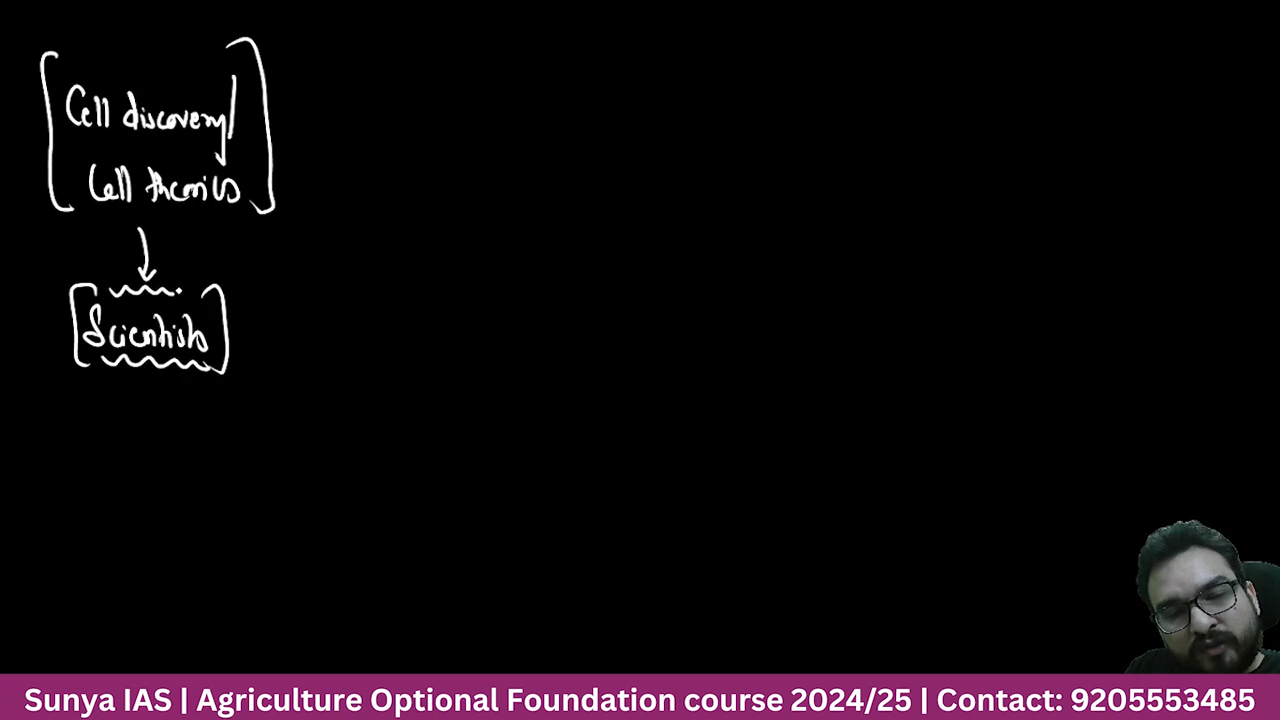 Cell discovery/
Cell theories
Scientists
Sunya IAS | Agriculture Optional Foundation course 2024/25 | Contact: 9205553485